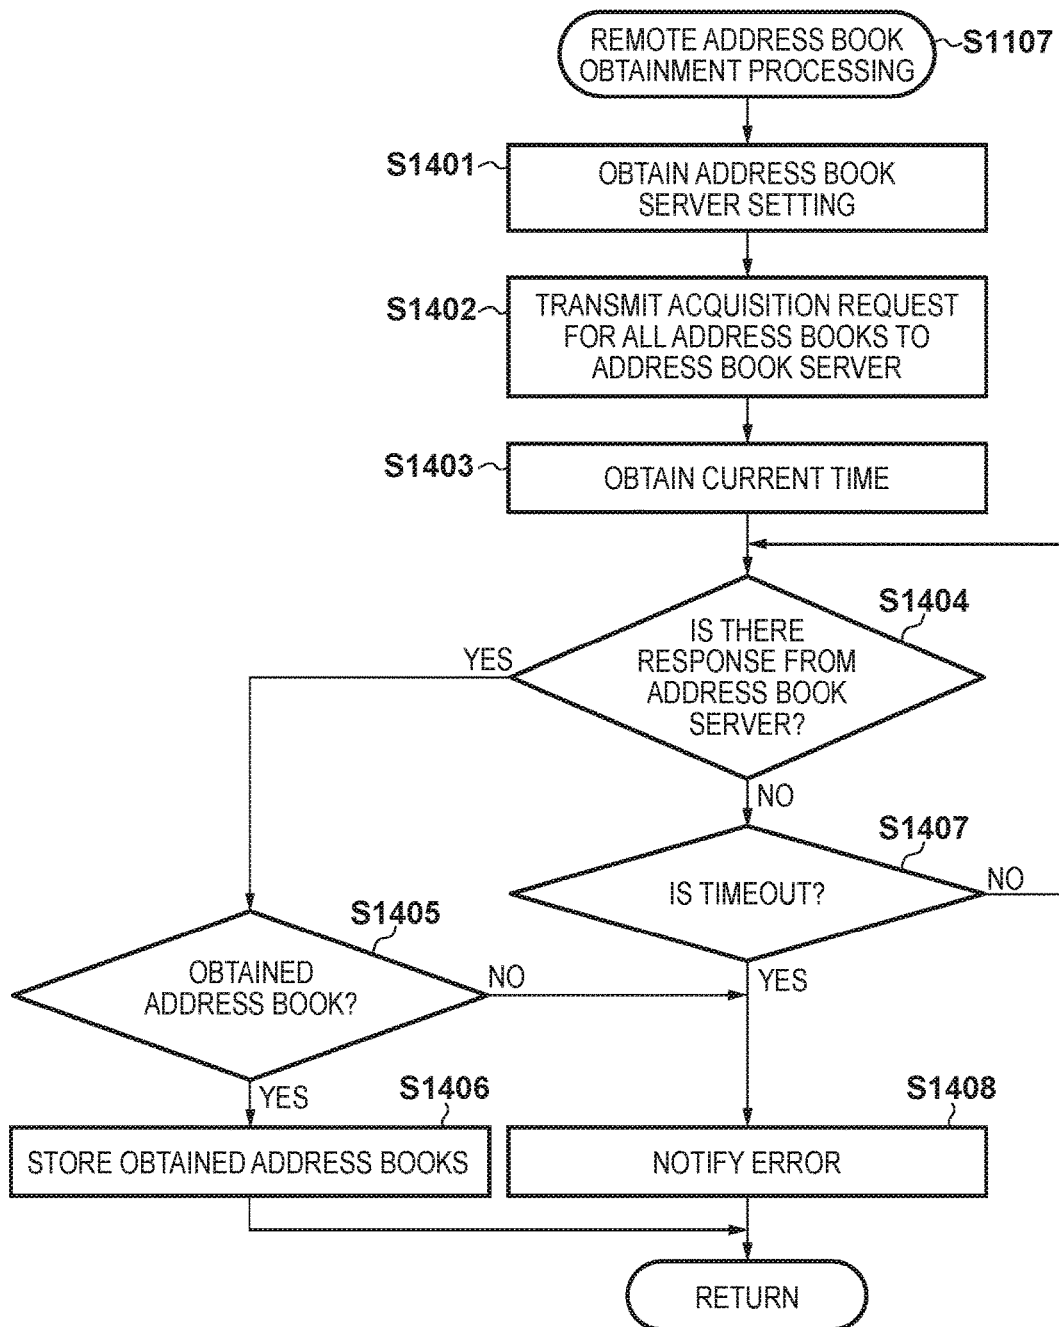 REMOTE ADDRESS BOOK
OBTAINMENT PROCESSING
S1107
S1401
OBTAIN ADDRESS BOOK
SERVER SETTING
S1402
TRANSMIT ACQUISITION REQUEST
FOR ALL ADDRESS BOOKS TO
ADDRESS BOOK SERVER
S1403
OBTAIN CURRENT TIME
S1404
IS THERE
RESPONSE FROM
ADDRESS BOOK
SERVER?
YES
NO
S1407
IS TIMEOUT?
NO
YES
S1405
OBTAINED
ADDRESS BOOK?
NO
YES
S1406
STORE OBTAINED ADDRESS BOOKS
S1408
NOTIFY ERROR
RETURN